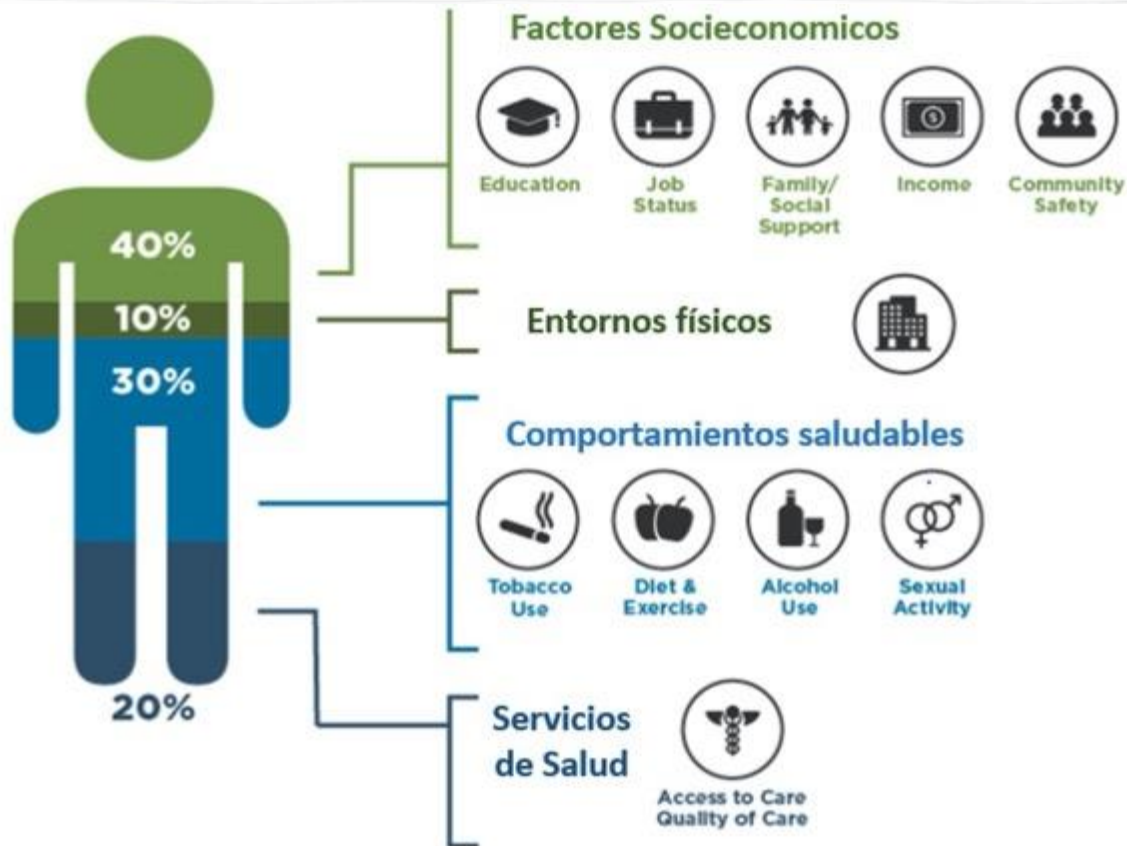 Factores Socieconomicos
Education
Job
Status
Family/
Social
Support
Income
Community
Safety
40%
10%
30%
20%
Entornos físicos
Comportamientos saludables
Tobacco
Use
Diet &
Exercise
Alcohol
Use
Sexual
Activity
Servicios
de Salud
Access to Care
Quality of Care